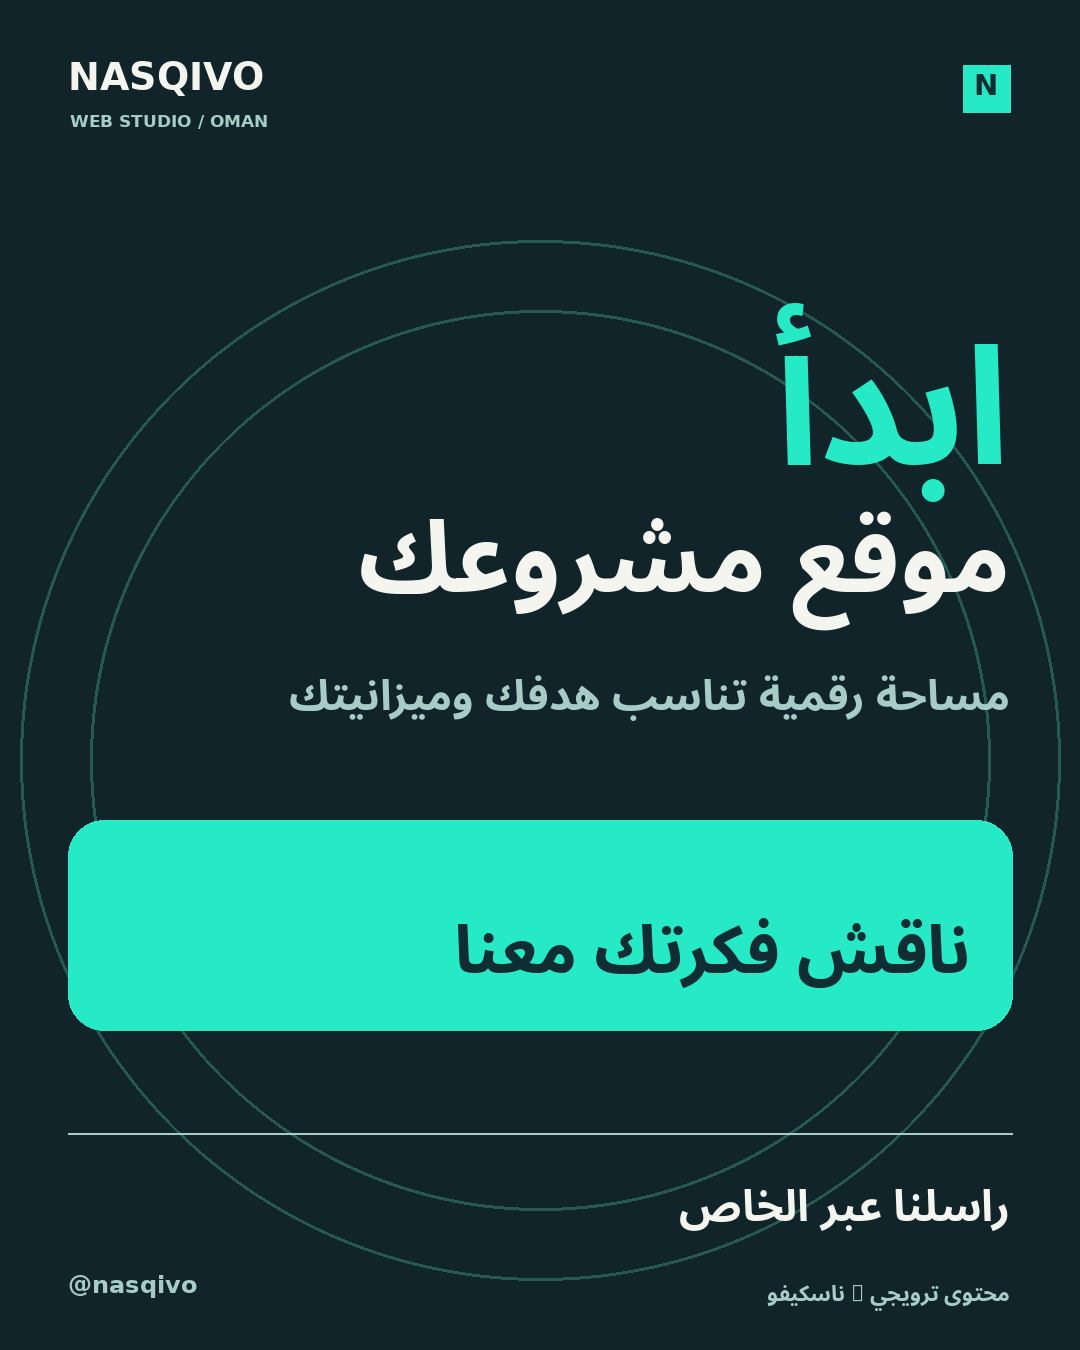 NASQIVO
N
WEB STUDIO / OMAN
ابدأ
موقع مشروعك
مساحة رقمية تناسب هدفك وميزانيتك
ناقش فكرتك معنا
راسلنا عبر الخاص
@nasqivo
محتوى ترويجي ▯ ناسكيفو